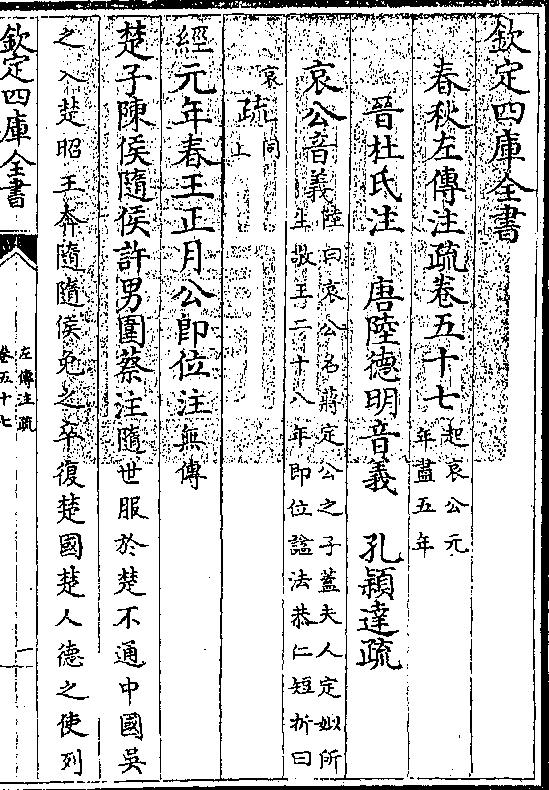 欽定四庫全書
春秋左傳注疏卷五十七
起哀公元
年盡五年
晉杜氏注 唐陸德明音義 孔穎達疏
哀公音義
陸曰哀公名蔣定公之子蓋夫人定姒所
生敬王二十八年即位諡法恭仁短折曰
哀
疏
同
上
經元年春王正月公即位注無傳
楚子陳侯隨侯許男圍蔡注隨世服於楚不通中國吳
之入楚昭王奔隨隨侯免之卒復楚國楚人德之使列
欽定四庫全書
左傳注疏
卷五十七
一